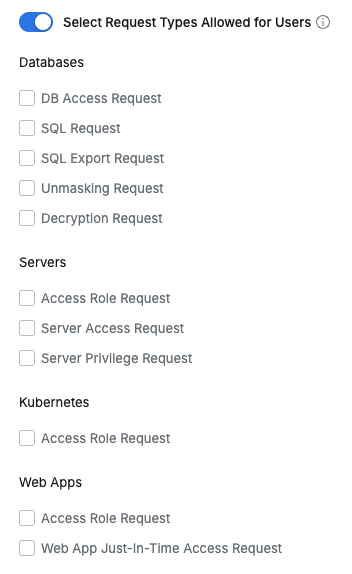 Select Request Types Allowed for Users
Databases
DB Access Request
SQL Request
SQL Export Request
Unmasking Request
Decryption Request
Servers
Access Role Request
Server Access Request
Server Privilege Request
Kubernetes
Access Role Request
Web Apps
Access Role Request
Web App Just-In-Time Access Request